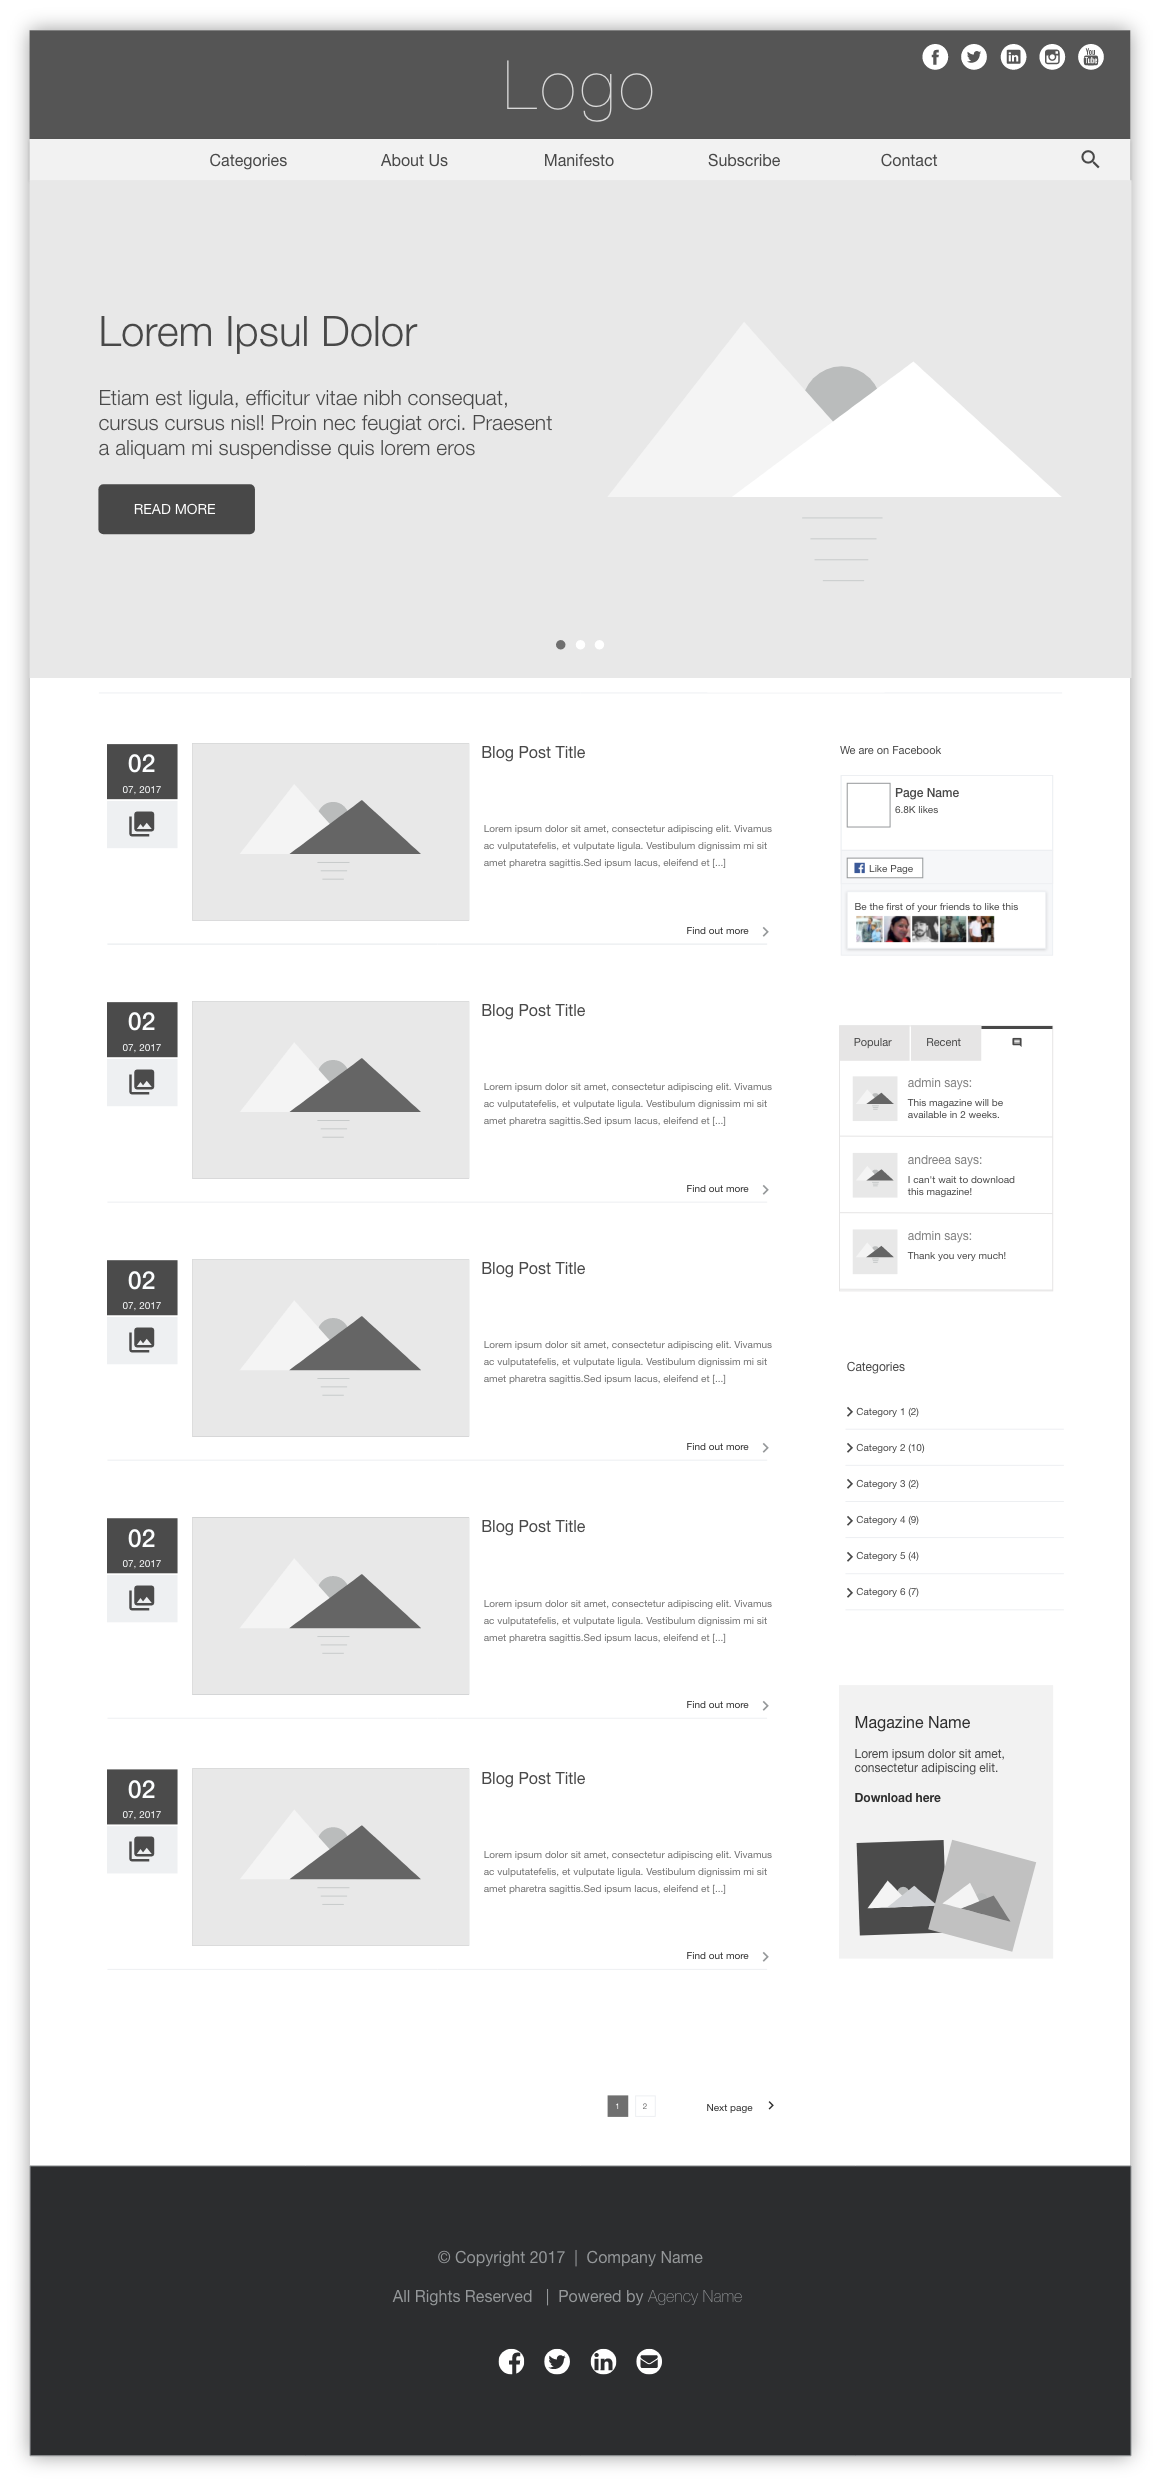 Logo
You
Tube
Categories
About Us
Manifesto
Subscribe
Contact
Lorem Ipsul Dolor
Etiam est ligula, efficitur vitae nibh consequat,
cursus cursus nisl! Proin nec feugiat orci. Praesent
a aliquam mi suspendisse quis lorem eros
READ MORE
02
07, 2017
Blog Post Title
Lorem ipsum dolor sit amet, consectetur adipiscing elit. Vivamus
ac vulputatefelis, et vulputate ligula. Vestibulum dignissim mi sit
amet pharetra sagittis.Sed ipsum lacus, eleifend et [...]
Find out more
02
07, 2017
Blog Post Title
Lorem ipsum dolor sit amet, consectetur adipiscing elit. Vivamus
ac vulputatefelis, et vulputate ligula. Vestibulum dignissim mi sit
amet pharetra sagittis.Sed ipsum lacus, eleifend et [...]
Find out more
02
07, 2017
Blog Post Title
Lorem ipsum dolor sit amet, consectetur adipiscing elit. Vivamus
ac vulputatefelis, et vulputate ligula. Vestibulum dignissim mi sit
amet pharetra sagittis.Sed ipsum lacus, eleifend et [...]
Find out more
02
07, 2017
Blog Post Title
Lorem ipsum dolor sit amet, consectetur adipiscing elit. Vivamus
ac vulputatefelis, et vulputate ligula. Vestibulum dignissim mi sit
amet pharetra sagittis.Sed ipsum lacus, eleifend et [...]
Find out more
02
07, 2017
Blog Post Title
Lorem ipsum dolor sit amet, consectetur adipiscing elit. Vivamus
ac vulputatefelis, et vulputate ligula. Vestibulum dignissim mi sit
amet pharetra sagittis.Sed ipsum lacus, eleifend et [...]
Find out more
1
2
Next page
We are on Facebook
Page Name
6.8K likes
Like Page
Be the first of your friends to like this
Popular
Recent
admin says:
This magazine will be
available in 2 weeks.
andreea says:
I can't wait to download
this magazine!
admin says:
Thank you very much!
Categories
Category 1 (2)
Category 2 (10)
Category 3 (2)
Category 4 (9)
Category 5 (4)
Category 6 (7)
Magazine Name
Lorem ipsum dolor sit amet,
consectetur adipiscing elit.
Download here
© Copyright 2017 | Company Name
All Rights Reserved | Powered by Agency Name